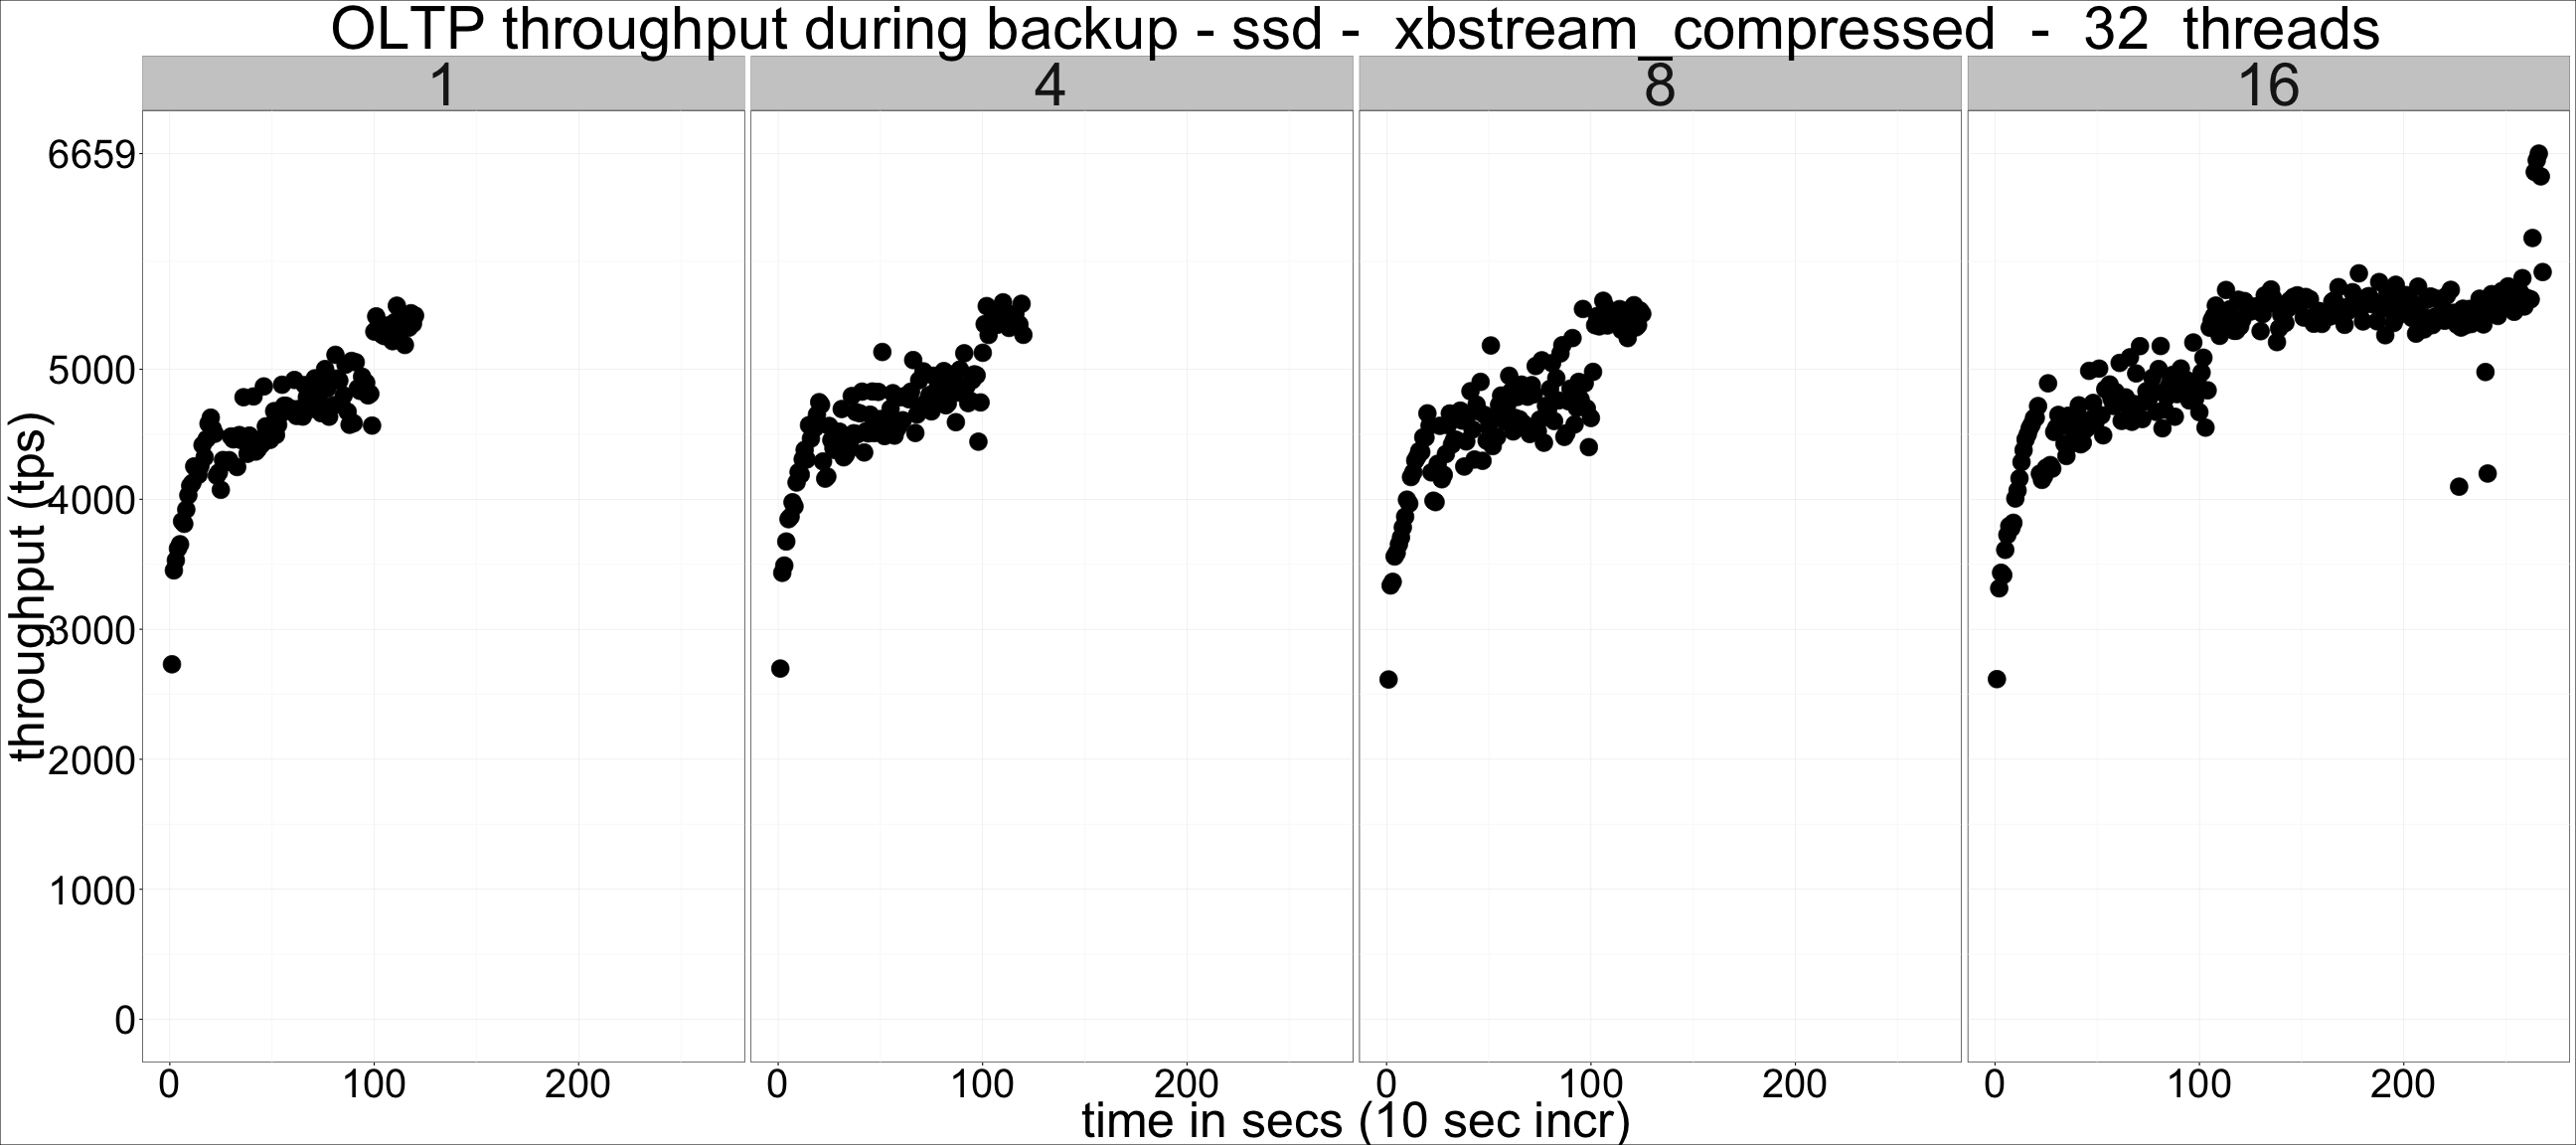 OLTP throughput during backup - ssd - xbstream_compressed - 32 threads
1 4 8 16
throughput (tps)
6659
5000
4000
3000
2000
1000
0
0 100 200 0 100 200 0 100 200 0 100 200
time in secs (10 sec incr)